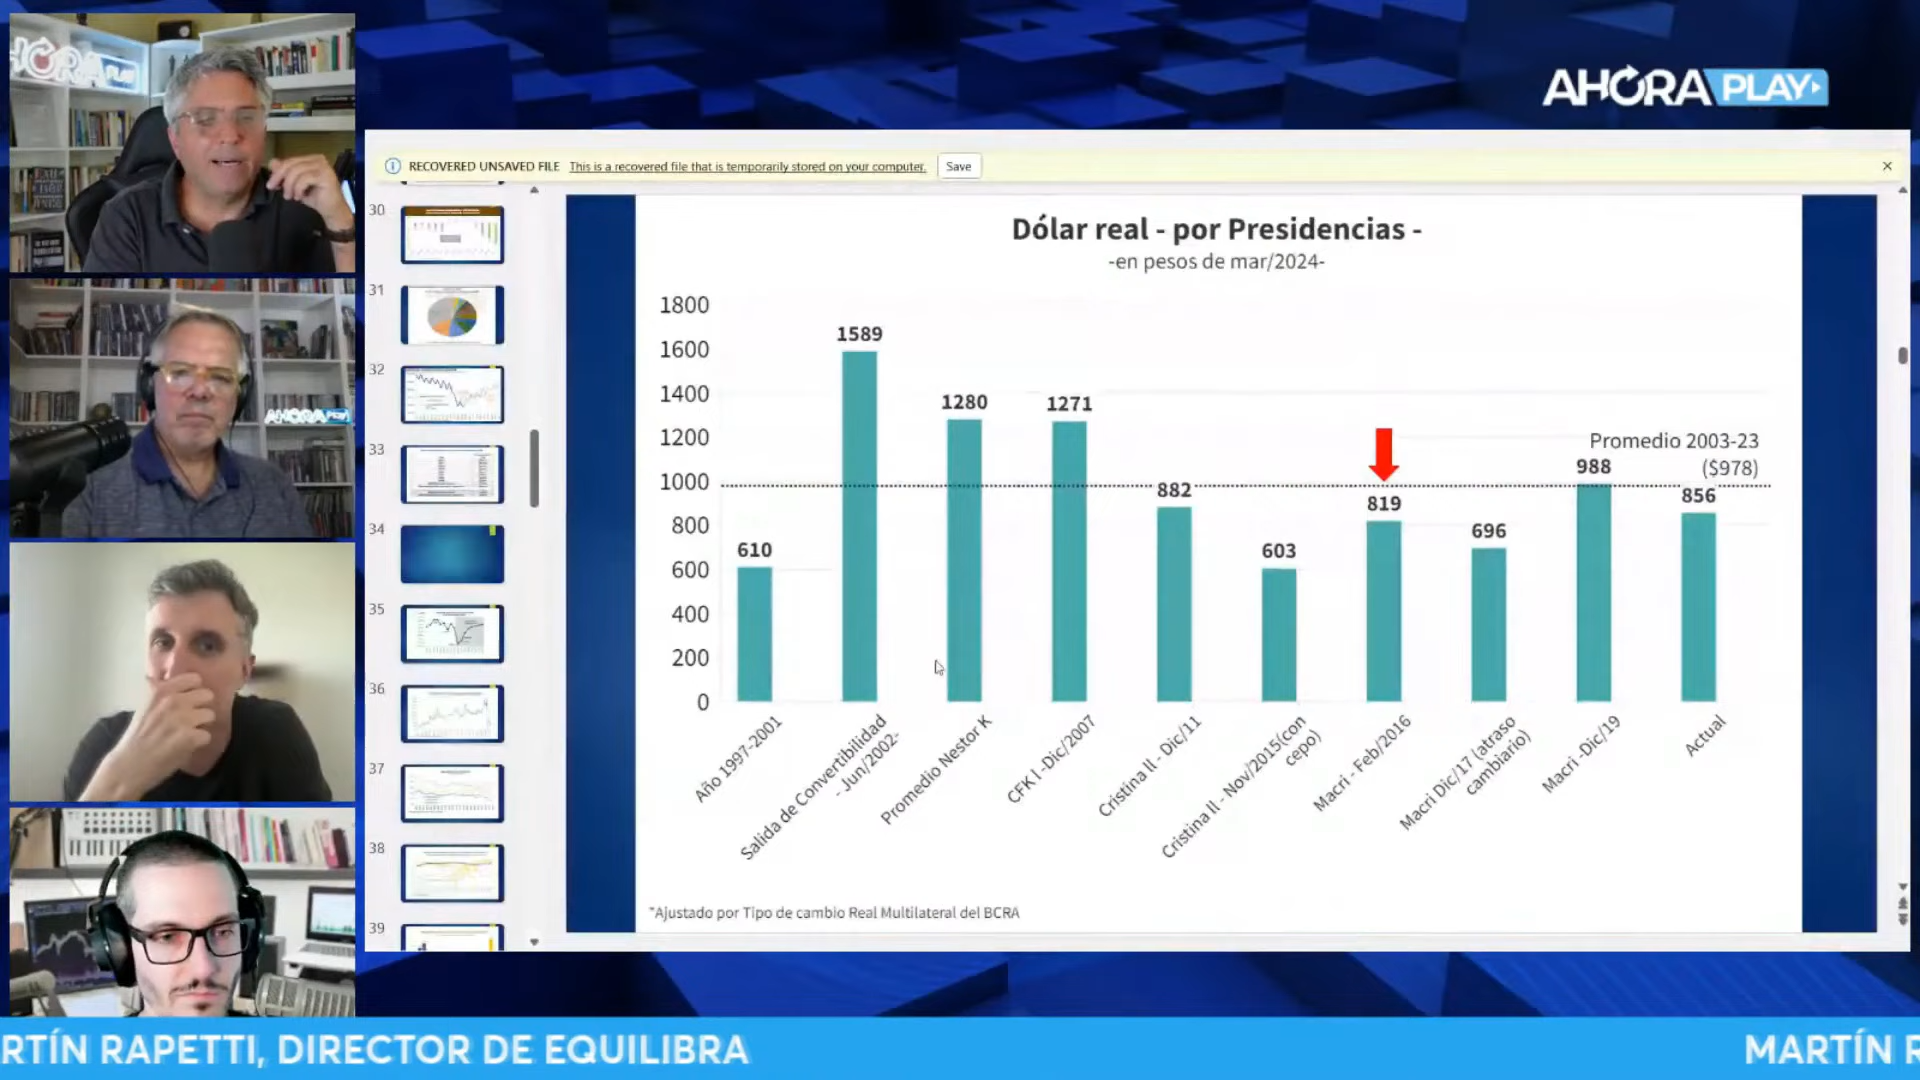 AHORA PLAY
AHORA PLAY
RECOVERED UNSAVED FILE This is a recovered file that is temporarily stored on your computer. Save
30
31
32
33
34
35
36
37
38
39
Dólar real - por Presidencias -
-en pesos de mar/2024-
1800
1600
1400
1200
1000
800
600
400
200
0
610
1589
1280
1271
882
603
819
696
988
856
Promedio 2003-23
($978)
Año 1997-2001
Salida de Convertibilidad
- Jun/2002-
Promedio Nestor K
CFK I -Dic/2007
Cristina II - Dic/11
Cristina II - Nov/2015(con
cepo)
Macri - Feb/2016
Macri Dic/17 (atraso
cambiario)
Macri -Dic/19
Actual
*Ajustado por Tipo de cambio Real Multilateral del BCRA
RTÍN RAPETTI, DIRECTOR DE EQUILIBRA
MARTÍN R